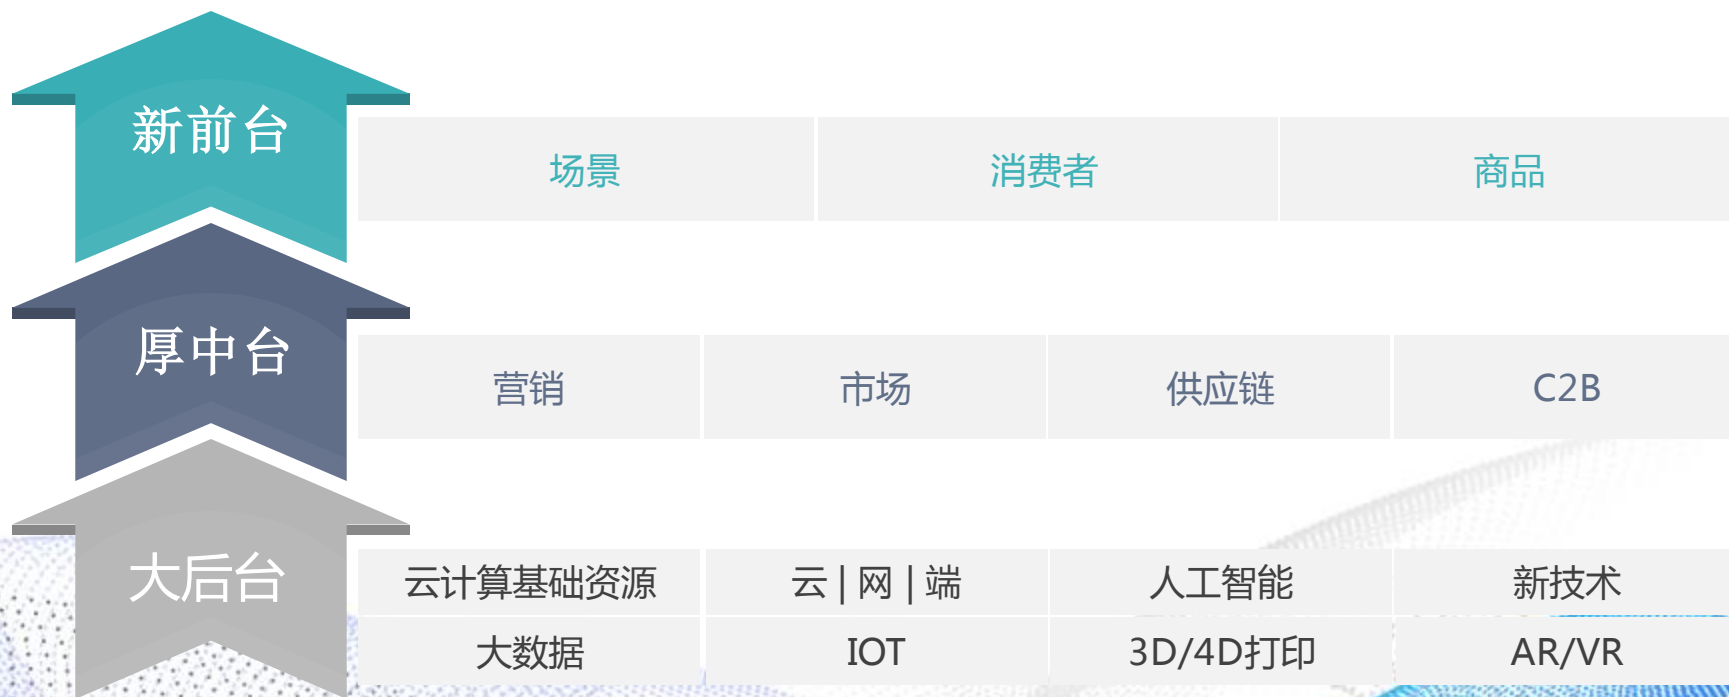 新前台
场景 消费者 商品
厚中台
营销 市场 供应链 C2B
大后台
云计算基础资源 云 | 网 | 端 人工智能 新技术
大数据 IOT 3D/4D打印 AR/VR